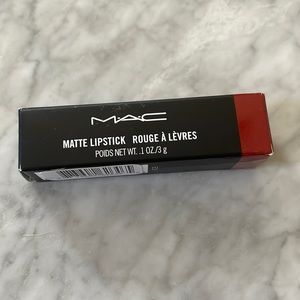 MAC
MATTE LIPSTICK ROUGE À LÈVRES
POIDS NET WT. .1 OZ./3 g